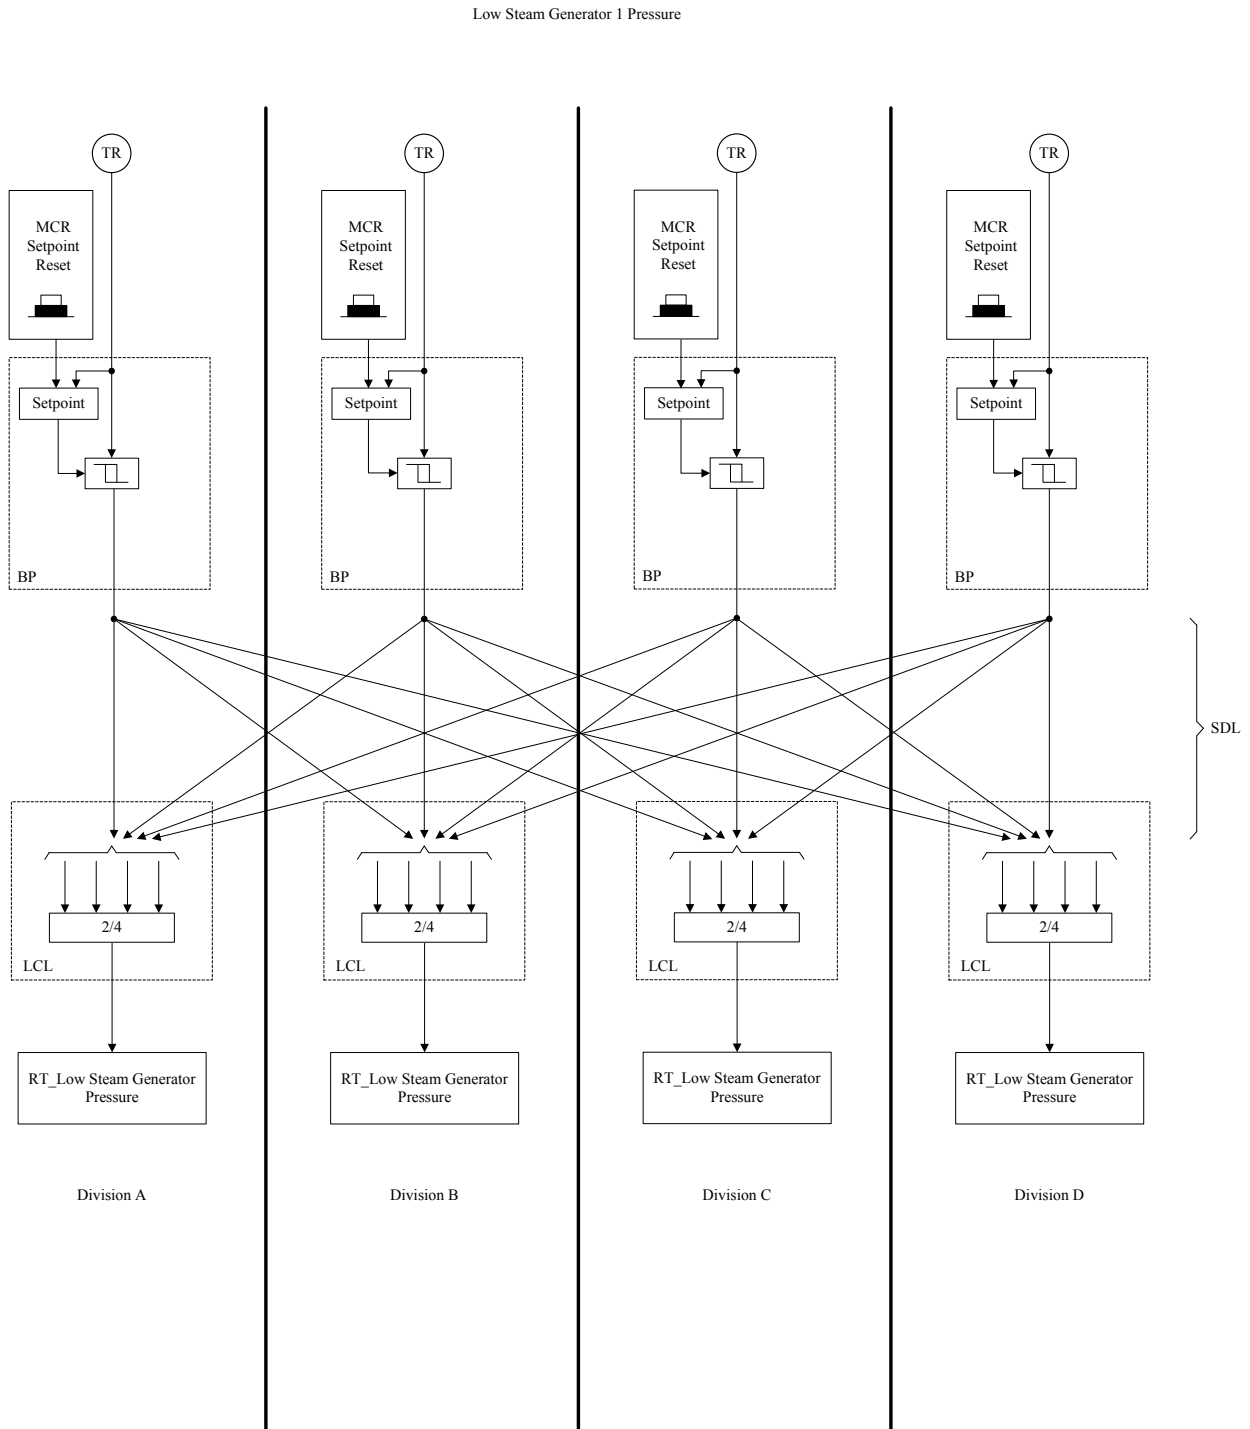 Low Steam Generator 1 Pressure
TR
TR
TR
TR
MCR
Setpoint
Reset
MCR
Setpoint
Reset
MCR
Setpoint
Reset
MCR
Setpoint
Reset
Setpoint
Setpoint
Setpoint
Setpoint
BP
BP
BP
BP
SDL
2/4
2/4
2/4
2/4
LCL
LCL
LCL
LCL
RT_Low Steam Generator
Pressure
RT_Low Steam Generator
Pressure
RT_Low Steam Generator
Pressure
RT_Low Steam Generator
Pressure
Division A
Division B
Division C
Division D